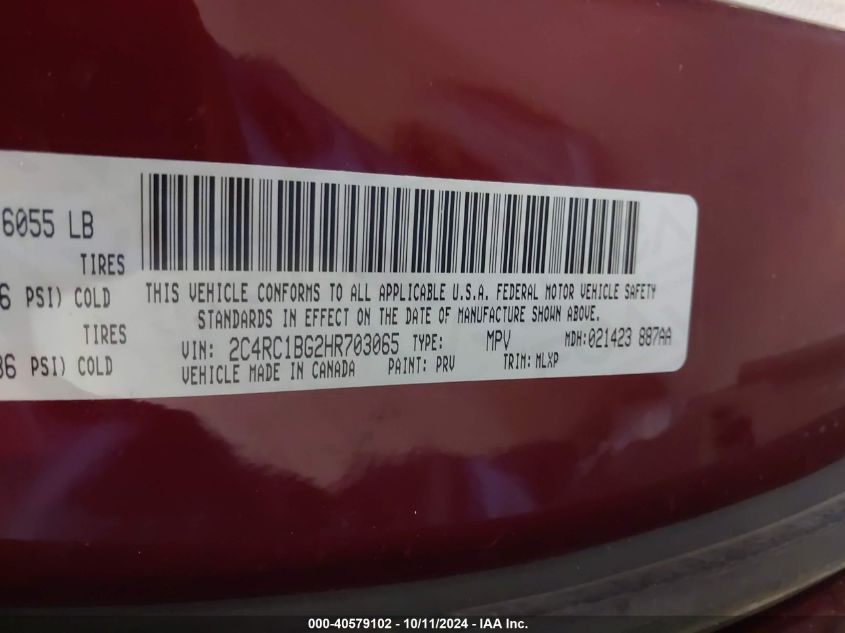 6055 LB
TIRES
6 PSI) COLD
TIRES
36 PSI) COLD
THIS VEHICLE CONFORMS TO ALL APPLICABLE U.S.A. FEDERAL MOTOR VEHICLE SAFETY
STANDARDS IN EFFECT ON THE DATE OF MANUFACTURE SHOWN ABOVE.
VIN: 2C4RC1BG2HR703065 TYPE: MPV MDH:021423 887AA
VEHICLE MADE IN CANADA PAINT: PRV TRIM: MLXP
000-40579102 - 10/11/2024 - IAA Inc.